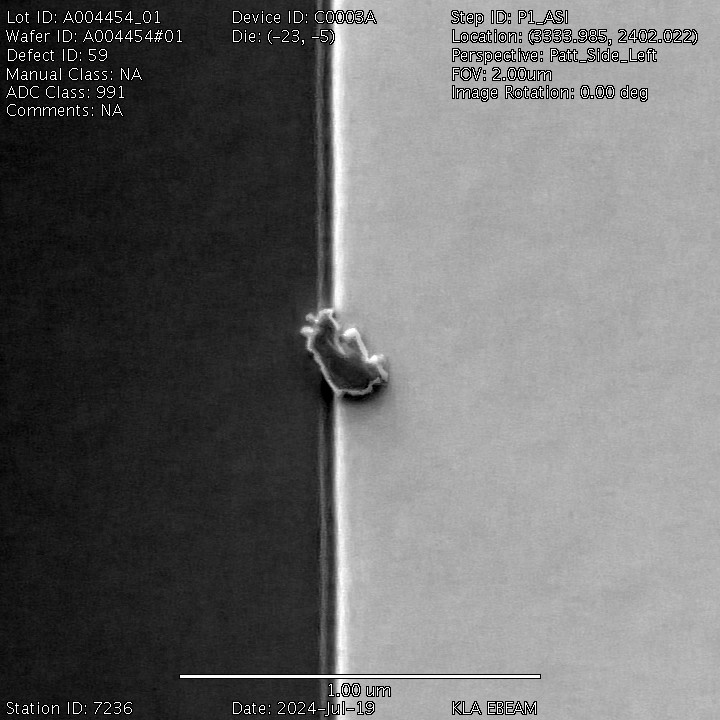 Lot ID: A004454_01
Wafer ID: A004454#01
Defect ID: 59
Manual Class: NA
ADC Class: 991
Comments: NA
Device ID: C0003A
Die: (-23, -5)
Step ID: P1_ASI
Location: (3333.985, 2402.022)
Perspective: Patt_Side_Left
FOV: 2.00um
Image Rotation: 0.00 deg
1.00 um
Station ID: 7236
Date: 2024-Jul-19
KLA EBEAM